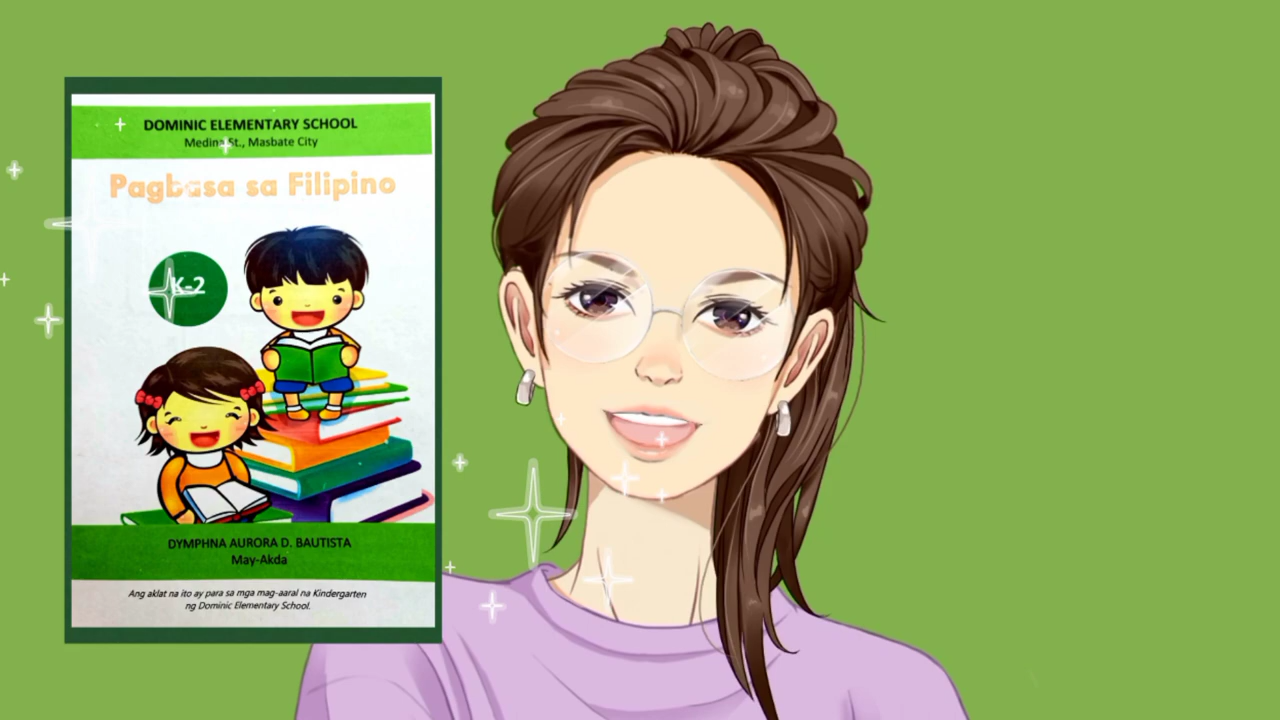 DOMINIC ELEMENTARY SCHOOL
Medina St., Masbate City
Pagbasa sa Filipino
K-2
DYMPHNA AURORA D. BAUTISTA
May-Akda
Ang aklat na ito ay para sa mga mag-aaral na Kindergarten
ng Dominic Elementary School.